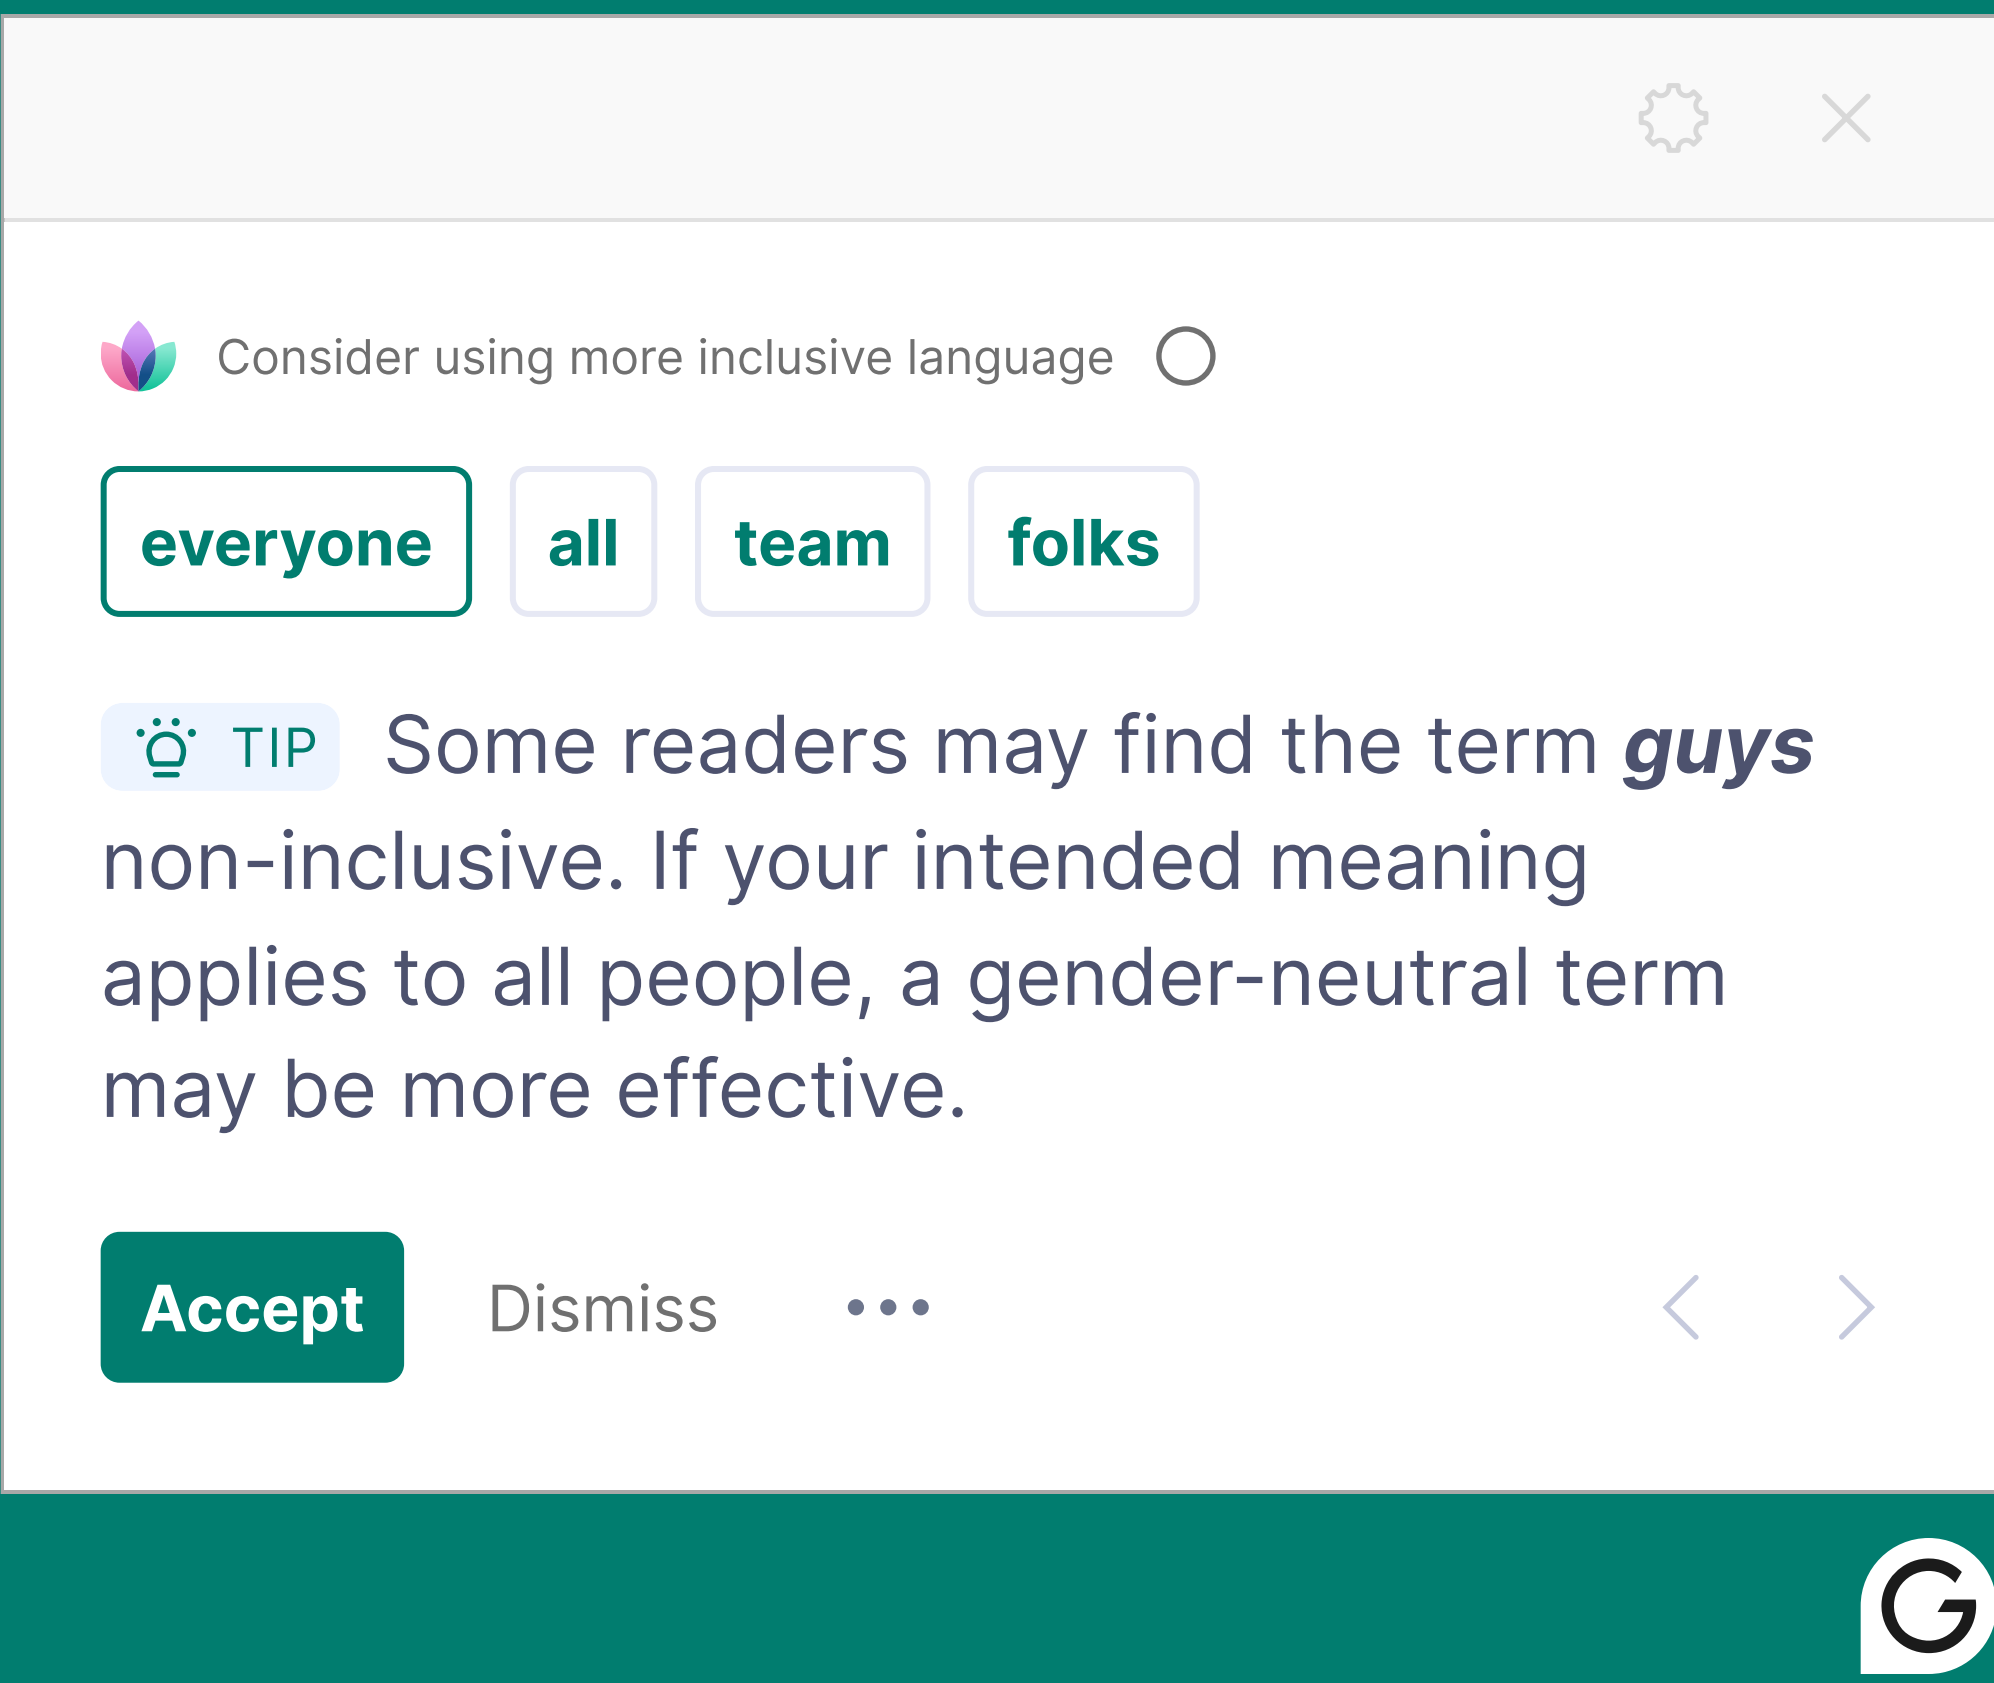 Consider using more inclusive language
everyone all team folks
TIP Some readers may find the term guys
non-inclusive. If your intended meaning
applies to all people, a gender-neutral term
may be more effective.
Accept Dismiss •••
G